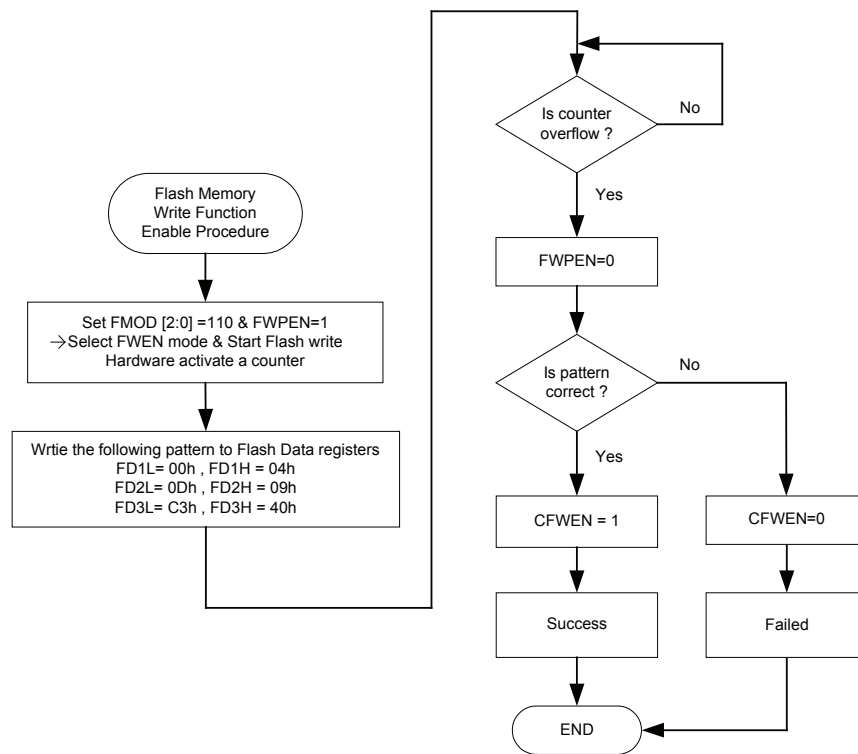 Flash Memory
Write Function
Enable Procedure
Set FMOD [2:0] =110 & FWPEN=1
→Select FWEN mode & Start Flash write
Hardware activate a counter
Wrtie the following pattern to Flash Data registers
FD1L= 00h , FD1H = 04h
FD2L= 0Dh , FD2H = 09h
FD3L= C3h , FD3H = 40h
Is counter
overflow ?
No
Yes
FWPEN=0
Is pattern
correct ?
No
Yes
CFWEN = 1
CFWEN=0
Success
Failed
END